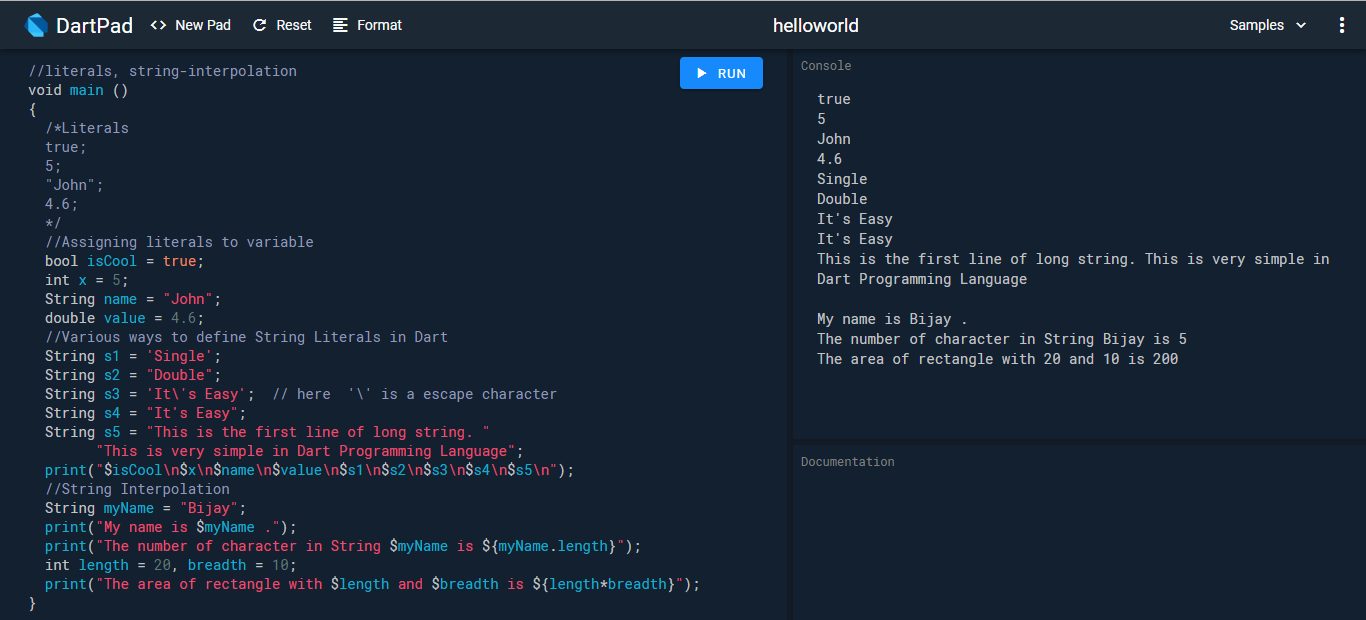 DartPad <> New Pad Reset Format helloworld Samples
//literals, string-interpolation
void main ()
{
  /*Literals
  true;
  5;
  "John";
  4.6;
  */
  //Assigning literals to variable
  bool isCool = true;
  int x = 5;
  String name = "John";
  double value = 4.6;
  //Various ways to define String Literals in Dart
  String s1 = 'Single';
  String s2 = "Double";
  String s3 = 'It\'s Easy';  // here  '\' is a escape character
  String s4 = "It's Easy";
  String s5 = "This is the first line of long string. "
        "This is very simple in Dart Programming Language";
  print("$isCool\n$x\n$name\n$value\n$s1\n$s2\n$s3\n$s4\n$s5\n");
  //String Interpolation
  String myName = "Bijay";
  print("My name is $myName .");
  print("The number of character in String $myName is ${myName.length}");
  int length = 20, breadth = 10;
  print("The area of rectangle with $length and $breadth is ${length*breadth}");
}
RUN
Console
true
5
John
4.6
Single
Double
It's Easy
It's Easy
This is the first line of long string. This is very simple in
Dart Programming Language
My name is Bijay .
The number of character in String Bijay is 5
The area of rectangle with 20 and 10 is 200
Documentation